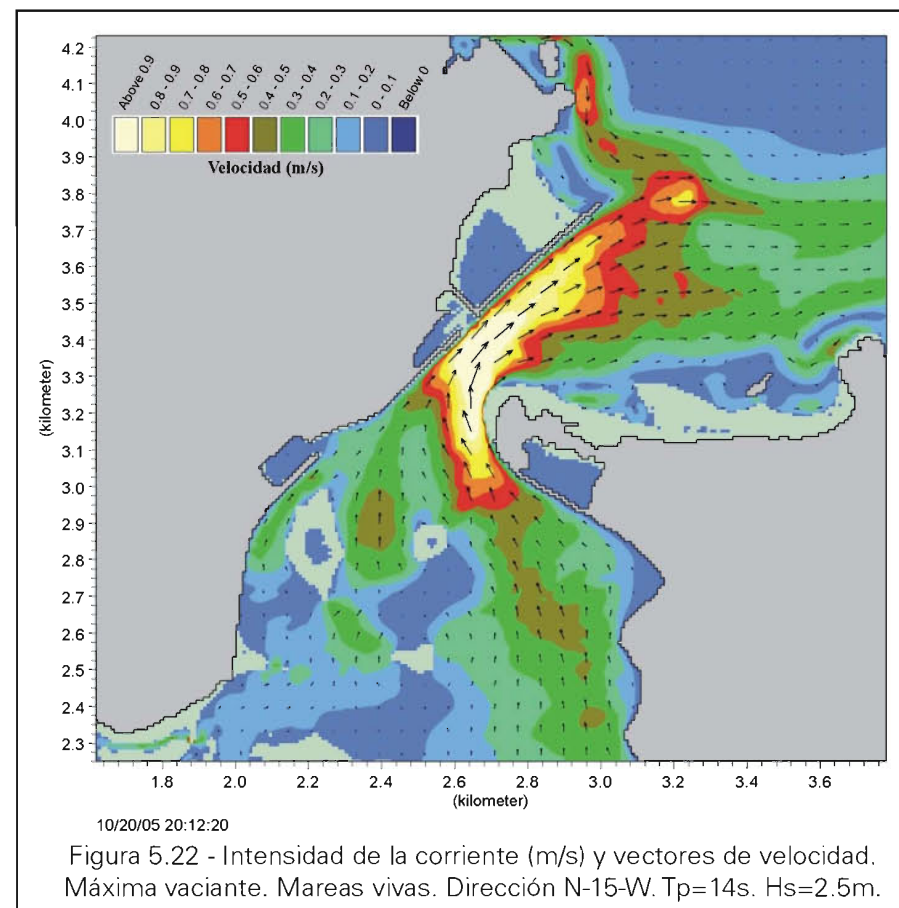 4.2
4.1
4.0
3.9
3.8
3.7
3.6
3.5
3.4
3.3
3.2
3.1
3.0
2.9
2.8
2.7
2.6
2.5
2.4
2.3
(kilometer)
Above 0.9
0.8 - 0.9
0.7 - 0.8
0.6 - 0.7
0.5 - 0.6
0.4 - 0.5
0.3 - 0.4
0.2 - 0.3
0.1 - 0.2
0 - 0.1
Below 0
Velocidad (m/s)
1.8 2.0 2.2 2.4 2.6 2.8 3.0 3.2 3.4 3.6
(kilometer)
10/20/05 20:12:20
Figura 5.22 - Intensidad de la corriente (m/s) y vectores de velocidad.
Máxima vaciante. Mareas vivas. Dirección N-15-W. Tp=14s. Hs=2.5m.